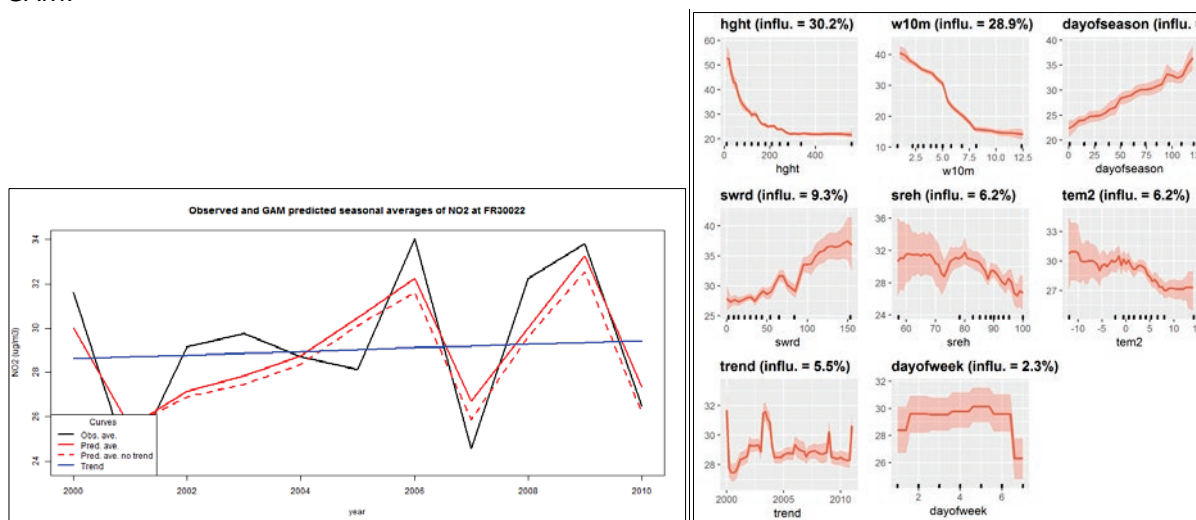 Observed and GAM predicted seasonal averages of NO2 at FR30022
NO2 (ug/m3)
34
32
30
28
26
24
Curves
Obs. ave.
Pred. ave.
Pred. ave. no trend
Trend
2000 2002 2004 2006 2008 2010
year
hght (influ. = 30.2%) w10m (influ. = 28.9%) dayofseason (influ. =
60
50
40
30
20
0 200 400
hght
40
30
20
10
2.5 5.0 7.5 10.0 12.5
w10m
40
35
30
25
20
0 25 50 75 100 12
dayofseason
swrd (influ. = 9.3%) sreh (influ. = 6.2%) tem2 (influ. = 6.2%)
40
35
30
25
0 50 100 150
swrd
36
32
28
24
60 70 80 90 100
sreh
33
30
27
-10 -5 0 5 10 15
tem2
trend (influ. = 5.5%) dayofweek (influ. = 2.3%)
32
30
28
2000 2005 2010
trend
32
30
28
26
2 4 6
dayofweek